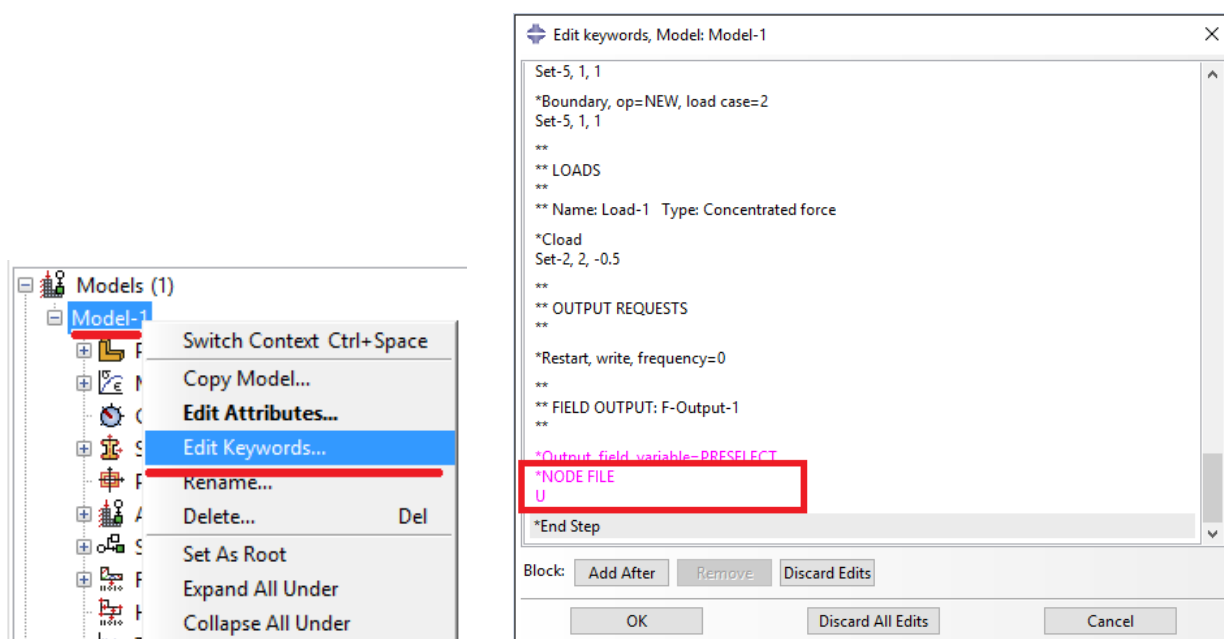 Models (1)
Model-1
Switch Context Ctrl+Space
Copy Model...
Edit Attributes...
Edit Keywords...
Rename...
Delete... Del
Set As Root
Expand All Under
Collapse All Under
Edit keywords, Model: Model-1
Set-5, 1, 1
*Boundary, op=NEW, load case=2
Set-5, 1, 1
**
** LOADS
**
** Name: Load-1 Type: Concentrated force
*Cload
Set-2, 2, -0.5
**
** OUTPUT REQUESTS
**
*Restart, write, frequency=0
**
** FIELD OUTPUT: F-Output-1
**
*Output, field, variable=PRESELECT
*NODE FILE
U
*End Step
Block: Add After Remove Discard Edits
OK Discard All Edits Cancel